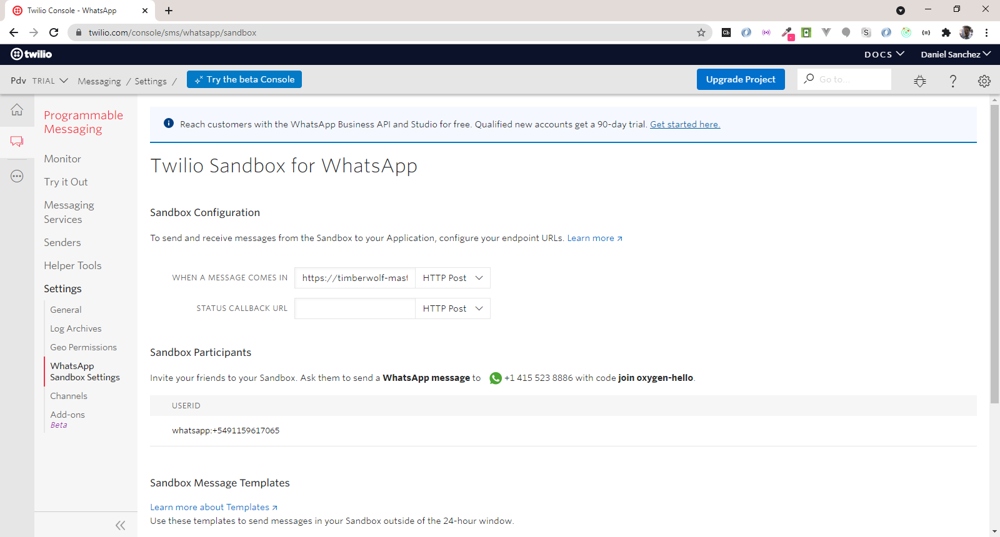 Twilio Console - WhatsApp
twilio.com/console/sms/whatsapp/sandbox
twilio
DOCS
Daniel Sanchez
Pdv TRIAL Messaging / Settings /
Try the beta Console
Upgrade Project
Go to...
Programmable
Messaging
Monitor
Try it Out
Messaging
Services
Senders
Helper Tools
Settings
General
Log Archives
Geo Permissions
WhatsApp
Sandbox Settings
Channels
Add-ons
Beta
Reach customers with the WhatsApp Business API and Studio for free. Qualified new accounts get a 90-day trial. Get started here.
Twilio Sandbox for WhatsApp
Sandbox Configuration
To send and receive messages from the Sandbox to your Application, configure your endpoint URLs. Learn more
WHEN A MESSAGE COMES IN https://timberwolf-mast HTTP Post
STATUS CALLBACK URL HTTP Post
Sandbox Participants
Invite your friends to your Sandbox. Ask them to send a WhatsApp message to +1 415 523 8886 with code join oxygen-hello.
USERID
whatsapp:+5491159617065
Sandbox Message Templates
Learn more about Templates
Use these templates to send messages in your Sandbox outside of the 24-hour window.